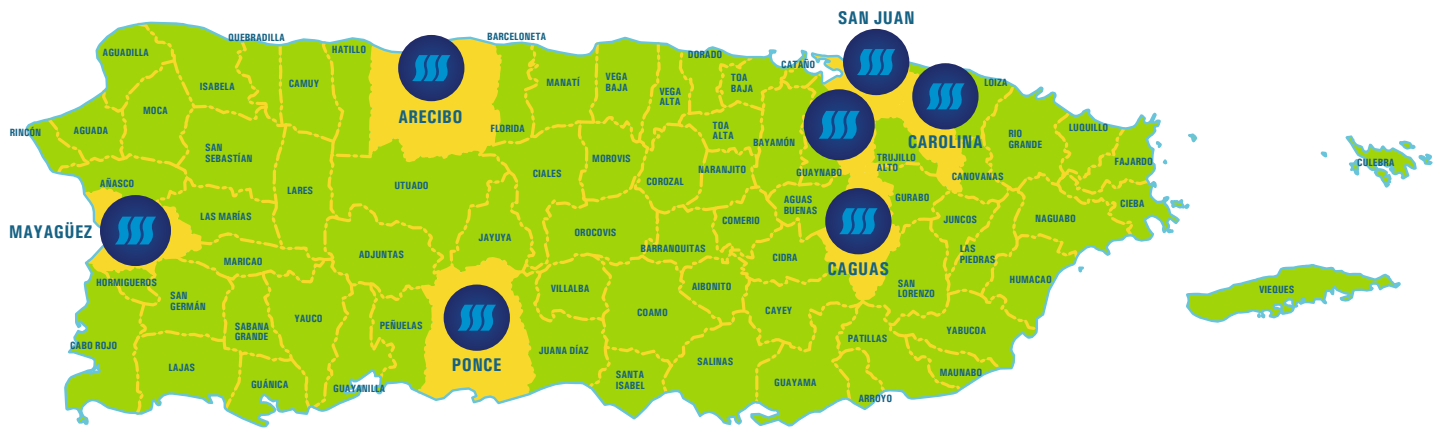 SAN JUAN
QUEBRADILLA
BARCELONETA
AGUADILLA
HATILLO
DORADO
CATAÑO
ISABELA
CAMUY
MANATÍ
VEGA
BAJA
TOA
BAJA
LOIZA
VEGA
ALTA
MOCA
ARECIBO
RINCÓN
AGUADA
FLORIDA
TOA
ALTA
BAYAMÓN
CAROLINA
RIO
GRANDE
LUQUILLO
SAN
SEBASTÍAN
MOROVIS
TRUJILLO
ALTO
FAJARDO
CULEBRA
AÑASCO
LARES
UTUADO
CIALES
COROZAL
NARANJITO
GUAYNABO
CANOVANAS
AGUAS
BUENAS
GURABO
CIEBA
MAYAGÜEZ
LAS MARÍAS
COMERIO
JUNCOS
NAGUABO
JAYUYA
OROCOVIS
BARRANQUITAS
ADJUNTAS
MARICAO
CIDRA
CAGUAS
LAS
PIEDRAS
HORMIGUEROS
SAN
GERMÁN
VILLALBA
AIBONITO
SAN
LORENZO
HUMACAO
VIEQUES
COAMO
CAYEY
SABANA
GRANDE
YAUCO
PEÑUELAS
PATILLAS
YABUCOA
CABO ROJO
LAJAS
PONCE
JUANA DÍAZ
SALINAS
SANTA
ISABEL
GUAYAMA
MAUNABO
GUÁNICA
GUAYANILLA
ARROYO